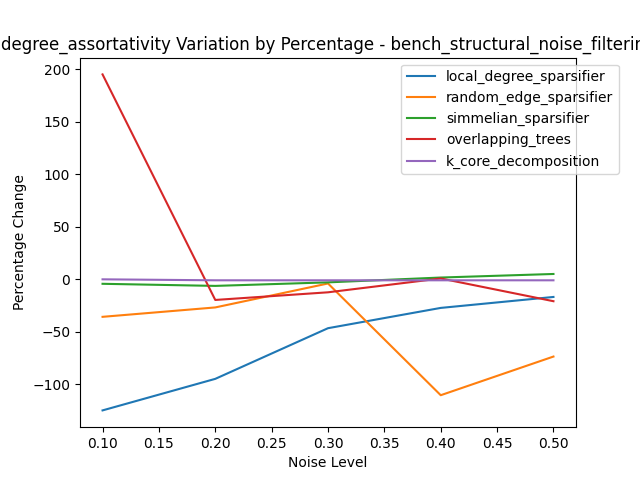 degree_assortativity Variation by Percentage - bench_structural_noise_filterin
local_degree_sparsifier
random_edge_sparsifier
simmelian_sparsifier
overlapping_trees
k_core_decomposition
Percentage Change
200
150
100
50
0
−50
−100
0.10 0.15 0.20 0.25 0.30 0.35 0.40 0.45 0.50
Noise Level